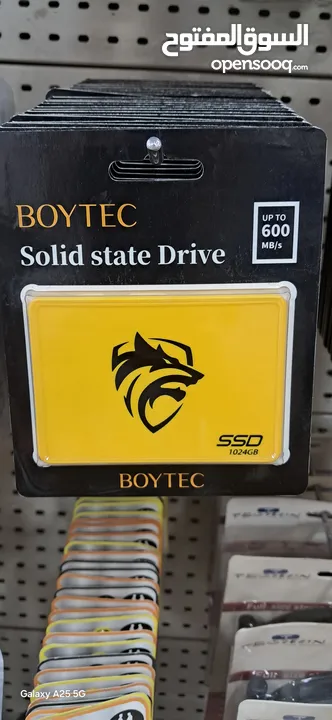 السوق المفتوح
opensooq.com
BOYTEC
Solid state Drive
UP TO
600
MB/s
SSD
1024GB
BOYTEC
Galaxy A25 5G